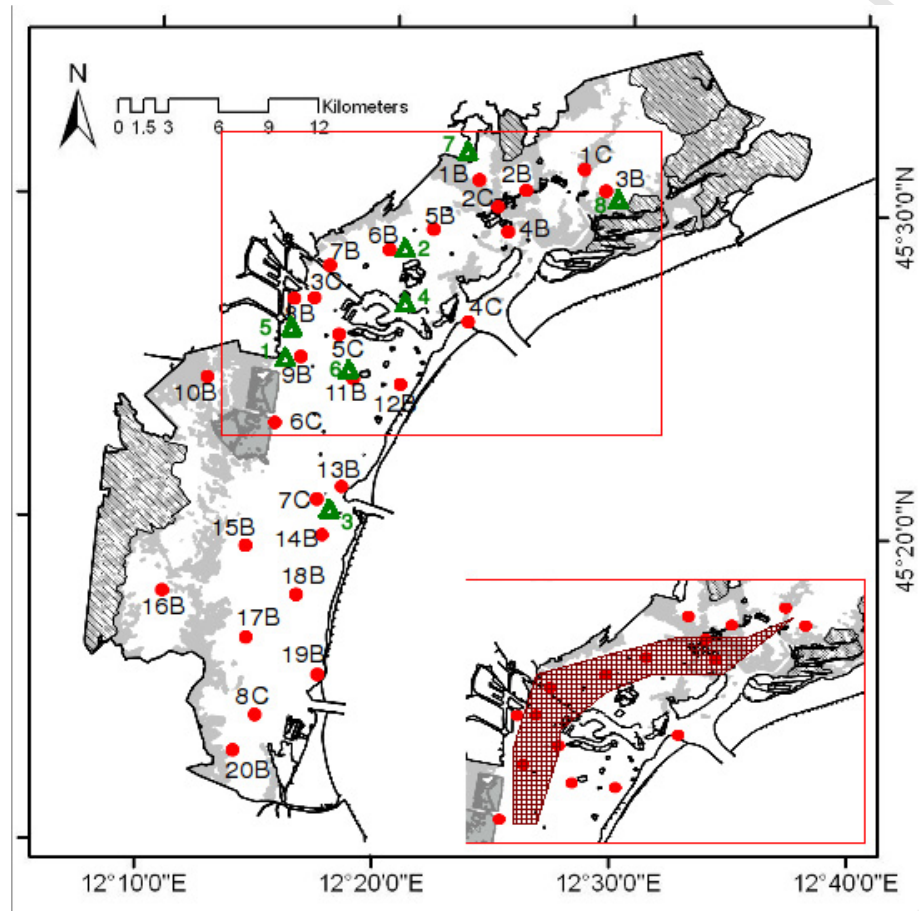 N
Kilometers
0 1.5 3 6 9 12
7
1C
1B
2B
3B
2C
8
5B
4B
6B
2
7B
3C
4
8B
4C
5
5C
1
9B
6
11B
10B
12B
6C
13B
7C
3
14B
15B
18B
16B
17B
19B
8C
20B
45°30'0"N
45°20'0"N
12°10'0"E 12°20'0"E 12°30'0"E 12°40'0"E